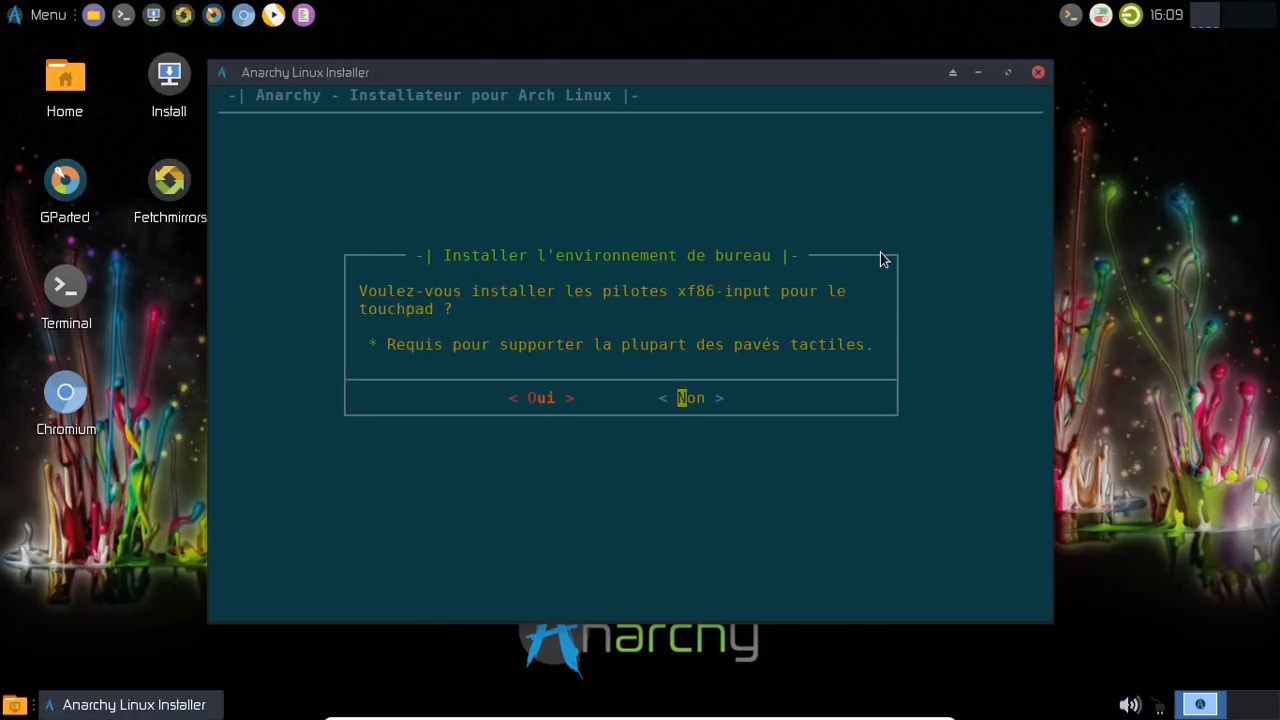 Menu
16:09
Home
Install
GParted
Fetchmirrors
Terminal
Chromium
Anarchy Linux Installer
-| Anarchy - Installateur pour Arch Linux |-
-| Installer l'environnement de bureau |-
Voulez-vous installer les pilotes xf86-input pour le
touchpad ?
* Requis pour supporter la plupart des pavés tactiles.
< Oui > < Non >
Anarchy
Anarchy Linux Installer